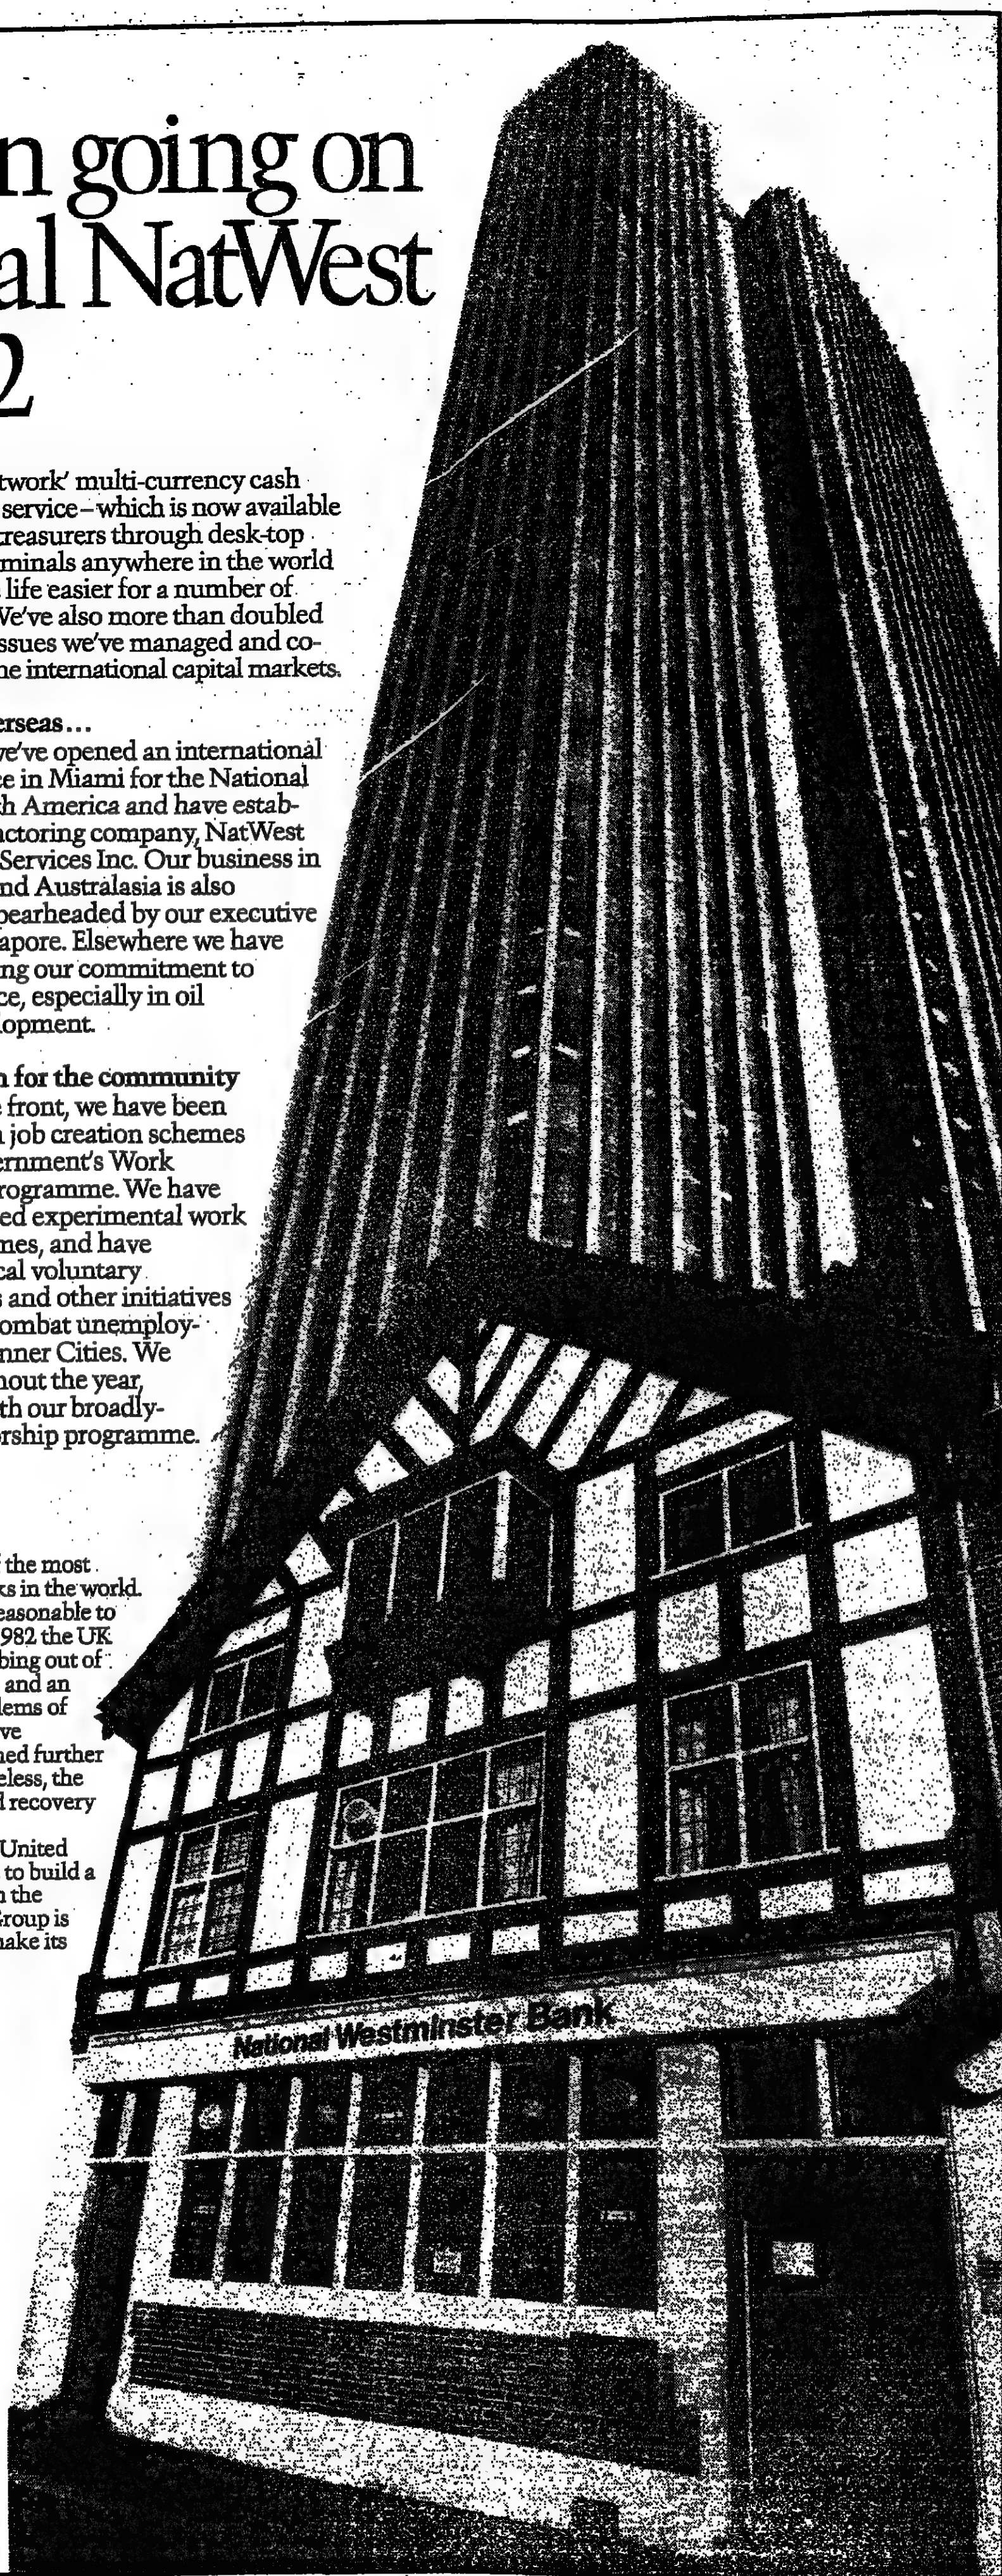 n going on
al NatWest
2
twork’ multi-currency cash
service–which is now available
treasurers through desk-top
minals anywhere in the world
life easier for a number of
We’ve also more than doubled
ssues we’ve managed and co-
he international capital markets.
erseas...
we’ve opened an international
ce in Miami for the National
h America and have estab-
actoring company, NatWest
Services Inc. Our business in
nd Australasia is also
pearheaded by our executive
apore. Elsewhere we have
ng our commitment to
ce, especially in oil
lopment.
n for the community
e front, we have been
n job creation schemes
ernment’s Work
rogramme. We have
ed experimental work
mes, and have
cal voluntary
s and other initiatives
ombat unemploy-
nner Cities. We
hout the year,
th our broadly-
rship programme.
f the most
ks in the world.
easonable to
982 the UK
bing out of
and an
lems of
ve
ned further
eless, the
l recovery
United
to build a
n the
Group is
make its
National Westminster Bank